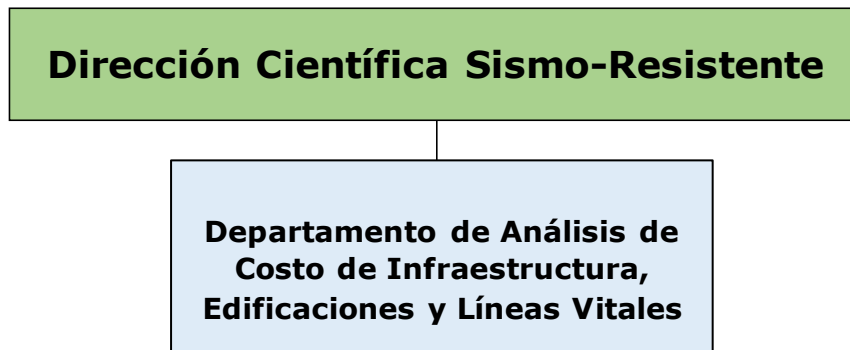 Dirección Científica Sismo-Resistente
Departamento de Análisis de
Costo de Infraestructura,
Edificaciones y Líneas Vitales